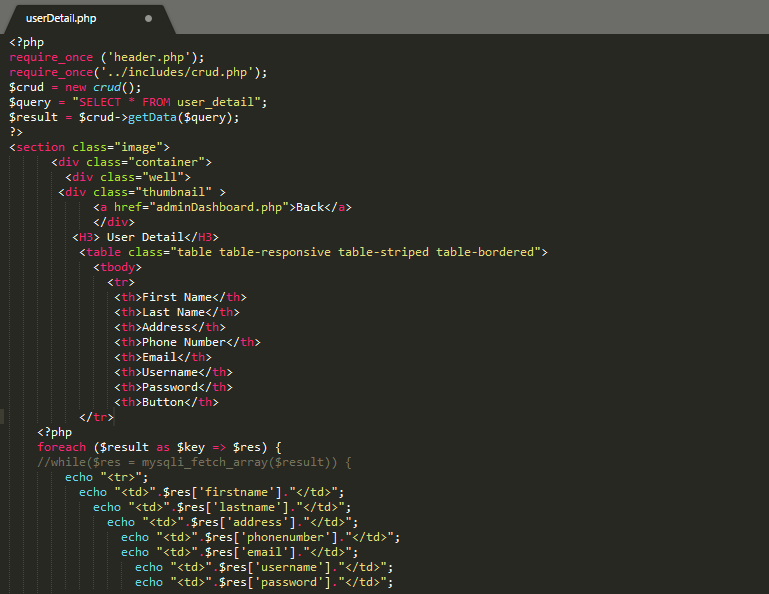 userDetail.php
<?php
require_once ('header.php');
require_once('../includes/crud.php');
$crud = new crud();
$query = "SELECT * FROM user_detail";
$result = $crud->getData($query);
?>
<section class="image">
<div class="container">
<div class="well">
<div class="thumbnail" >
<a href="adminDashboard.php">Back</a>
</div>
<H3> User Detail</H3>
<table class="table table-responsive table-striped table-bordered">
<tbody>
<tr>
<th>First Name</th>
<th>Last Name</th>
<th>Address</th>
<th>Phone Number</th>
<th>Email</th>
<th>Username</th>
<th>Password</th>
<th>Button</th>
</tr>
<?php
foreach ($result as $key => $res) {
//while($res = mysqli_fetch_array($result)) {
echo "<tr>";
echo "<td>".$res['firstname']."</td>";
echo "<td>".$res['lastname']."</td>";
echo "<td>".$res['address']."</td>";
echo "<td>".$res['phonenumber']."</td>";
echo "<td>".$res['email']."</td>";
echo "<td>".$res['username']."</td>";
echo "<td>".$res['password']."</td>";